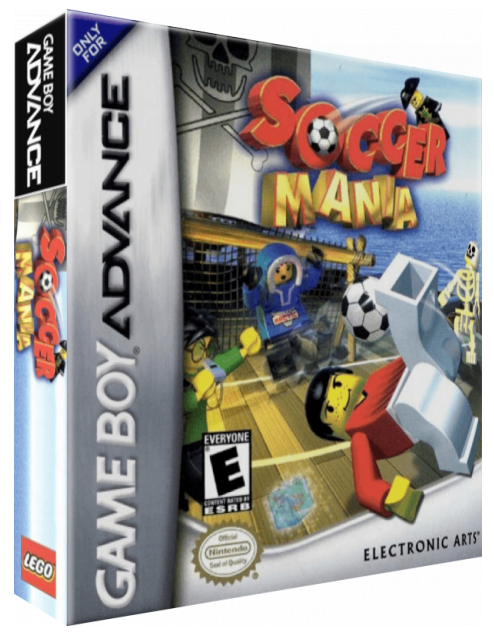 GAME BOY
ADVANCE
SOCCER
MANIA
LEGO
ONLY
FOR
GAME BOY ADVANCE
SOCCER
MANIA
EVERYONE
E
CONTENT RATED BY
ESRB
Official
Nintendo
Seal of Quality
ELECTRONIC ARTS™